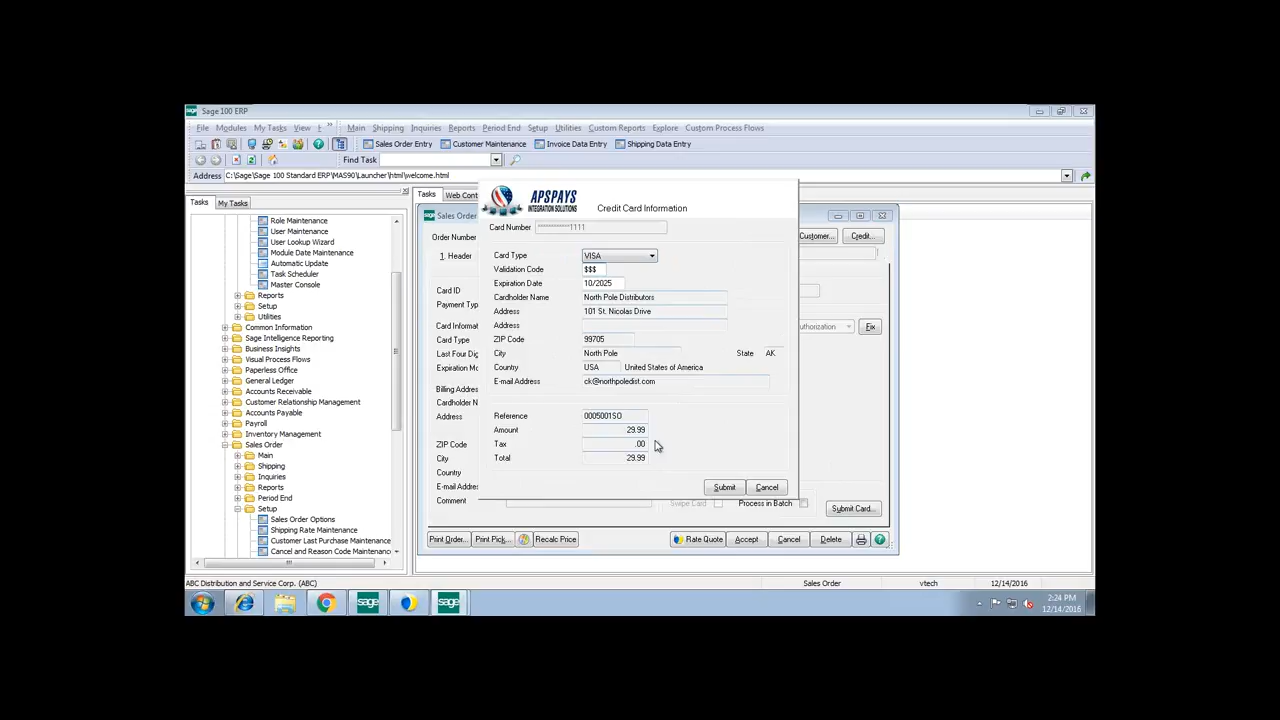 Sage 100 ERP
File Modules My Tasks View » Main Shipping Inquiries Reports Period End Setup Utilities Custom Reports Explore Custom Process Flows
Sales Order Entry Customer Maintenance Invoice Data Entry Shipping Data Entry
Find Task
Address C:\Sage\Sage 100 Standard ERP\MAS90\Launcher\html\welcome.html
Tasks My Tasks
Role Maintenance
User Maintenance
User Lookup Wizard
Module Date Maintenance
Automatic Update
Task Scheduler
Master Console
Reports
Setup
Utilities
Common Information
Sage Intelligence Reporting
Business Insights
Visual Process Flows
Paperless Office
General Ledger
Accounts Receivable
Customer Relationship Management
Accounts Payable
Payroll
Inventory Management
Sales Order
Main
Shipping
Inquiries
Reports
Period End
Setup
Sales Order Options
Shipping Rate Maintenance
Customer Last Purchase Maintenance
Cancel and Reason Code Maintenance
Tasks Web Cont
Sales Order
Order Number
Customer... Credit...
1. Header
Card ID
Payment Typ
uthorization Fix
Card Informat
Card Type
Last Four Dig
Expiration Mo
Billing Addres
Cardholder N
Address
ZIP Code
City
Country
E-mail Addres
Comment
Swipe Card Process in Batch Submit Card...
Print Order... Print Pick... Recalc Price Rate Quote Accept Cancel Delete
APSPAYS
INTEGRATION SOLUTIONS
Credit Card Information
Card Number ************1111
Card Type VISA
Validation Code $$$
Expiration Date 10/2025
Cardholder Name North Pole Distributors
Address 101 St. Nicolas Drive
Address
ZIP Code 99705
City North Pole State AK
Country USA United States of America
E-mail Address ck@northpoledist.com
Reference 0005001SO
Amount 29.99
Tax .00
Total 29.99
Submit Cancel
ABC Distribution and Service Corp. (ABC) Sales Order vtech 12/14/2016
sage sage
2:24 PM
12/14/2016